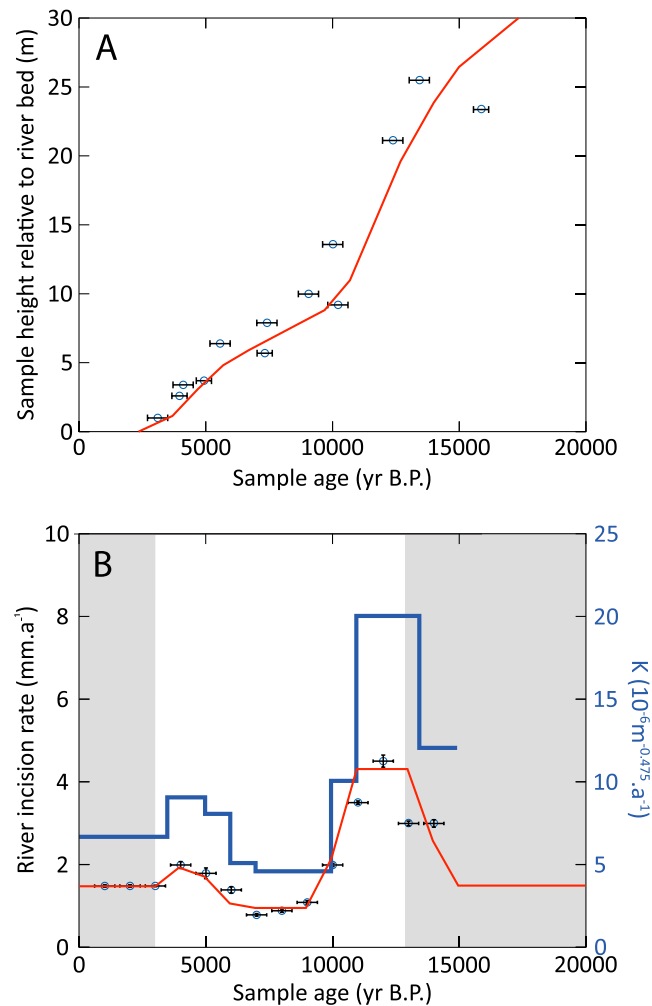 A
Sample height relative to river bed (m)
30
25
20
15
10
5
0
0 5000 10000 15000 20000
Sample age (yr B.P.)
B
River incision rate (mm.a⁻¹)
10
8
6
4
2
0
25
20
15
10
5
0
K (10⁻⁶m⁻⁰·⁴⁷⁵.a⁻¹)
0 5000 10000 15000 20000
Sample age (yr B.P.)